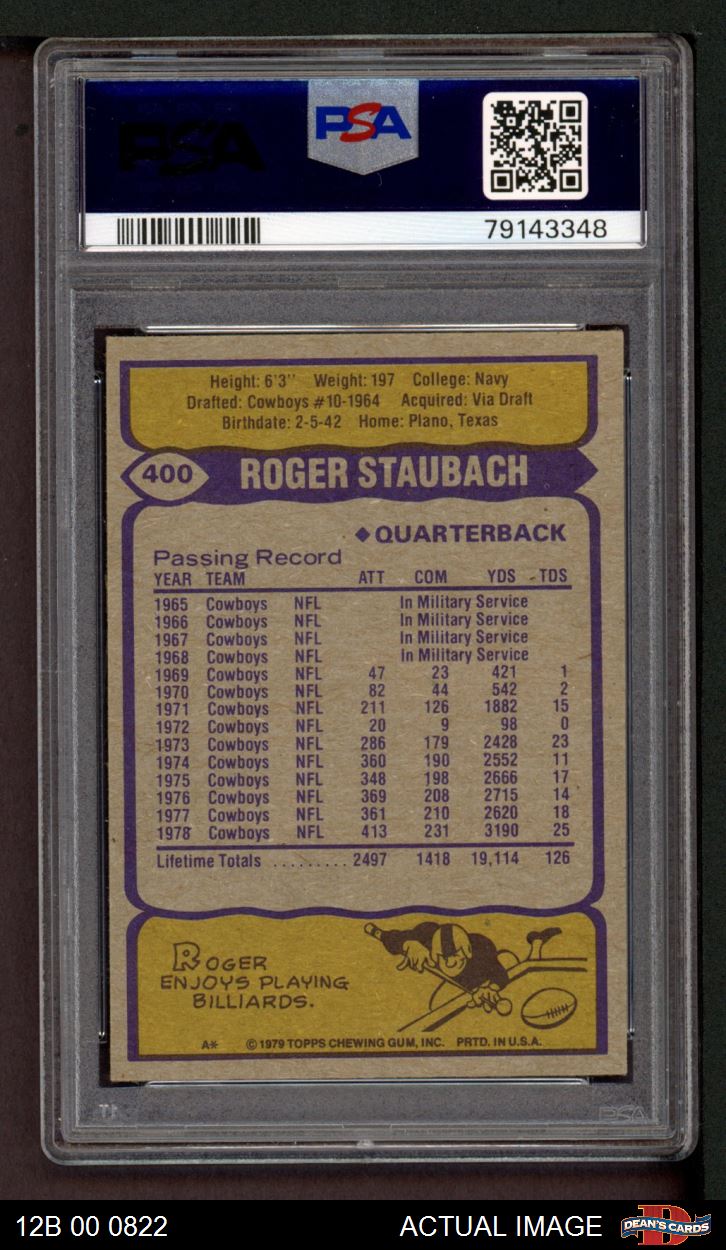 PSA
PSA
79143348
Height: 6'3" Weight: 197 College: Navy
Drafted: Cowboys #10-1964 Acquired: Via Draft
Birthdate: 2-5-42 Home: Plano, Texas
400 ROGER STAUBACH
◆QUARTERBACK
Passing Record
YEAR TEAM ATT COM YDS TDS
1965 Cowboys NFL In Military Service
1966 Cowboys NFL In Military Service
1967 Cowboys NFL In Military Service
1968 Cowboys NFL In Military Service
1969 Cowboys NFL 47 23 421 1
1970 Cowboys NFL 82 44 542 2
1971 Cowboys NFL 211 126 1882 15
1972 Cowboys NFL 20 9 98 0
1973 Cowboys NFL 286 179 2428 23
1974 Cowboys NFL 360 190 2552 11
1975 Cowboys NFL 348 198 2666 17
1976 Cowboys NFL 369 208 2715 14
1977 Cowboys NFL 361 210 2620 18
1978 Cowboys NFL 413 231 3190 25
Lifetime Totals ......... 2497 1418 19,114 126
ROGER
ENJOYS PLAYING
BILLIARDS.
A* © 1979 TOPPS CHEWING GUM, INC. PRTD. IN U.S.A.
PSA
12B 00 0822 ACTUAL IMAGE DEAN'S CARDS